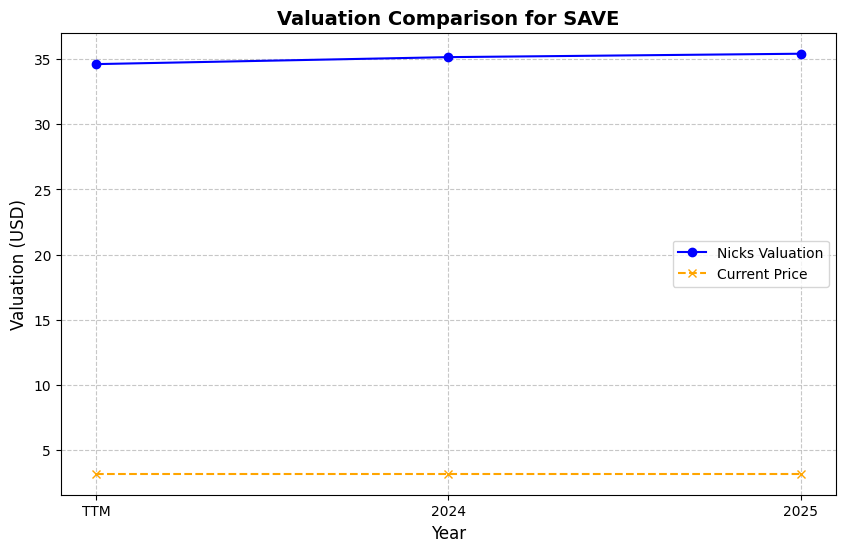 Valuation Comparison for SAVE
Valuation (USD)
35
30
25
20
15
10
5
Nicks Valuation
Current Price
TTM
2024
2025
Year